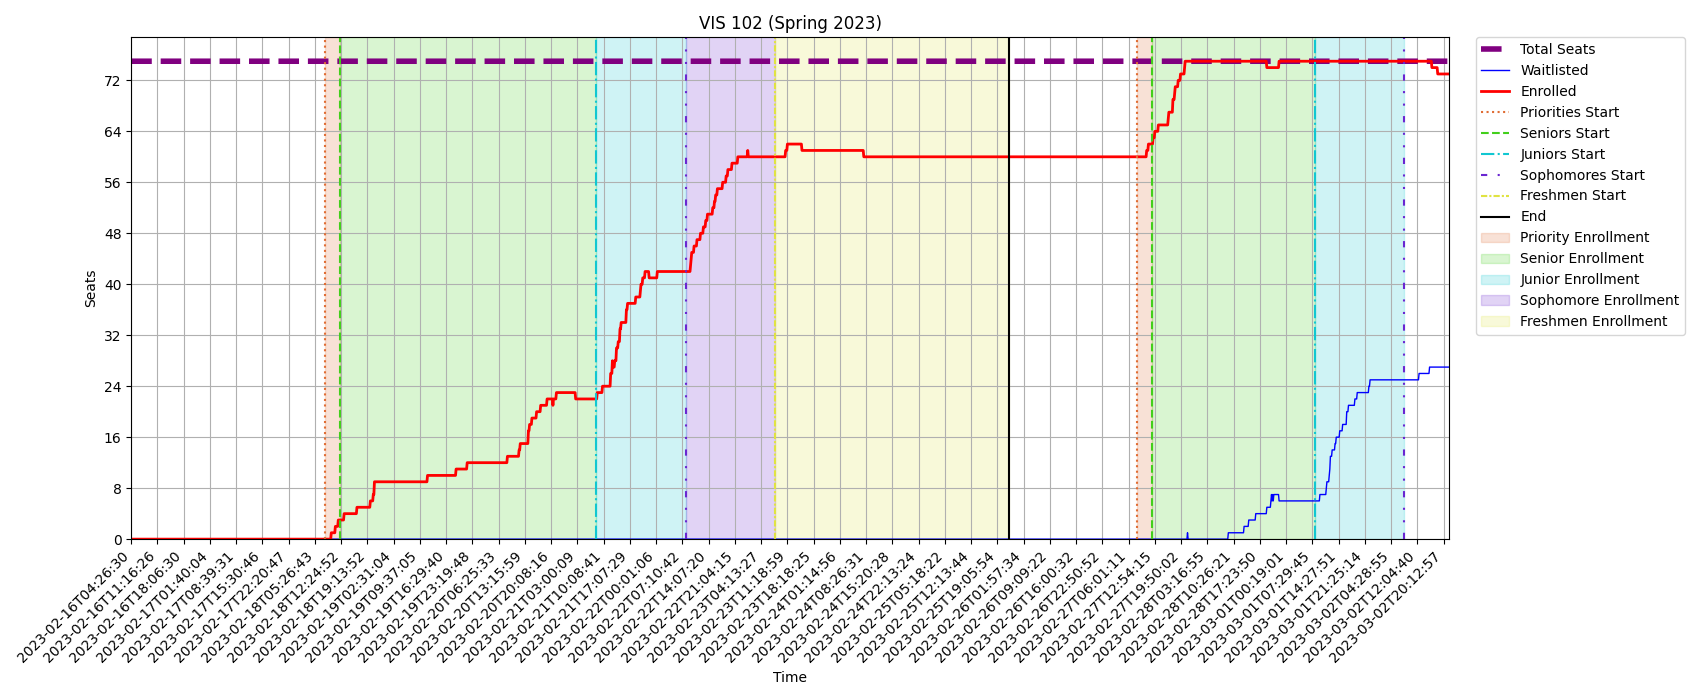 VIS 102 (Spring 2023)
Seats
72
64
56
48
40
32
24
16
8
0
2023-02-16T04:26:30
2023-02-16T11:16:26
2023-02-16T18:06:30
2023-02-17T01:40:04
2023-02-17T08:39:31
2023-02-17T15:30:46
2023-02-17T22:20:47
2023-02-18T05:26:43
2023-02-18T12:24:52
2023-02-18T19:13:52
2023-02-19T02:31:04
2023-02-19T09:37:05
2023-02-19T16:29:40
2023-02-19T23:19:48
2023-02-20T06:25:33
2023-02-20T13:15:59
2023-02-20T20:08:16
2023-02-21T03:00:09
2023-02-21T10:08:41
2023-02-21T17:07:29
2023-02-22T00:01:06
2023-02-22T07:10:42
2023-02-22T14:07:20
2023-02-22T21:04:15
2023-02-23T04:13:27
2023-02-23T11:18:59
2023-02-23T18:18:25
2023-02-24T01:14:56
2023-02-24T08:26:31
2023-02-24T15:20:28
2023-02-24T22:13:24
2023-02-25T05:18:22
2023-02-25T12:13:44
2023-02-25T19:05:54
2023-02-26T01:57:34
2023-02-26T09:09:22
2023-02-26T16:00:32
2023-02-26T22:50:52
2023-02-27T06:01:11
2023-02-27T12:54:15
2023-02-27T19:50:02
2023-02-28T03:16:55
2023-02-28T10:26:21
2023-02-28T17:23:50
2023-03-01T00:19:01
2023-03-01T07:29:45
2023-03-01T14:27:51
2023-03-01T21:25:14
2023-03-02T04:28:55
2023-03-02T12:04:40
2023-03-02T20:12:57
Time
Total Seats
Waitlisted
Enrolled
Priorities Start
Seniors Start
Juniors Start
Sophomores Start
Freshmen Start
End
Priority Enrollment
Senior Enrollment
Junior Enrollment
Sophomore Enrollment
Freshmen Enrollment